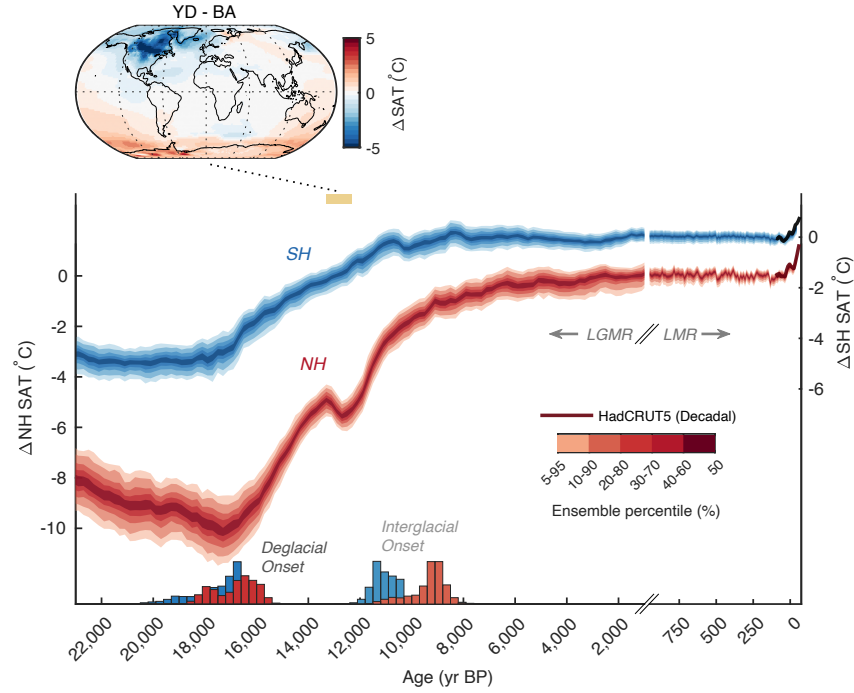 YD - BA
5
0
-5
Δ SAT (°C)
SH
NH
0
-2
-4
-6
-8
-10
ΔNH SAT (°C)
0
-2
-4
-6
ΔSH SAT (°C)
LGMR
LMR
HadCRUT5 (Decadal)
5-95
10-90
20-80
30-70
40-60
50
Ensemble percentile (%)
Deglacial
Onset
Interglacial
Onset
22,000
20,000
18,000
16,000
14,000
12,000
10,000
8,000
6,000
4,000
2,000
750
500
250
0
Age (yr BP)